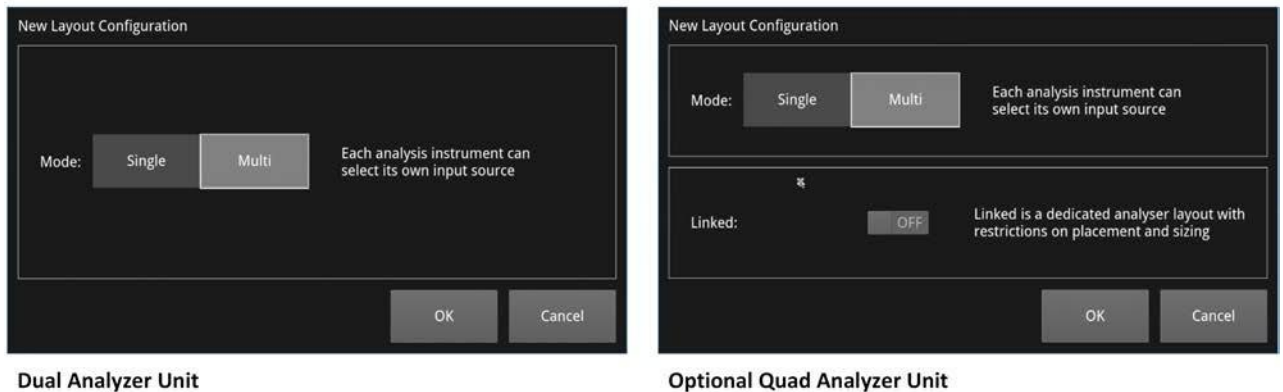 New Layout Configuration
Mode:
Single
Multi
Each analysis instrument can
select its own input source
OK
Cancel
Dual Analyzer Unit
New Layout Configuration
Mode:
Single
Multi
Each analysis instrument can
select its own input source
Linked:
OFF
Linked is a dedicated analyser layout with
restrictions on placement and sizing
OK
Cancel
Optional Quad Analyzer Unit